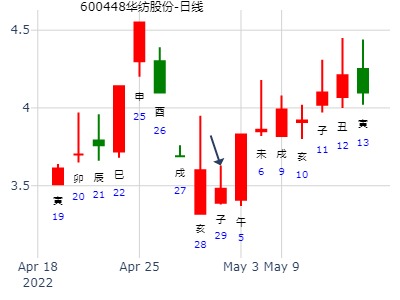 600448华纺股份-日线
4.5
4
3.5
寅
19
卯
20
辰
21
巳
22
申
25
酉
26
戌
27
亥
28
子
29
午
5
未
6
戌
9
亥
10
子
11
丑
12
寅
13
Apr 18
2022
Apr 25
May 3
May 9